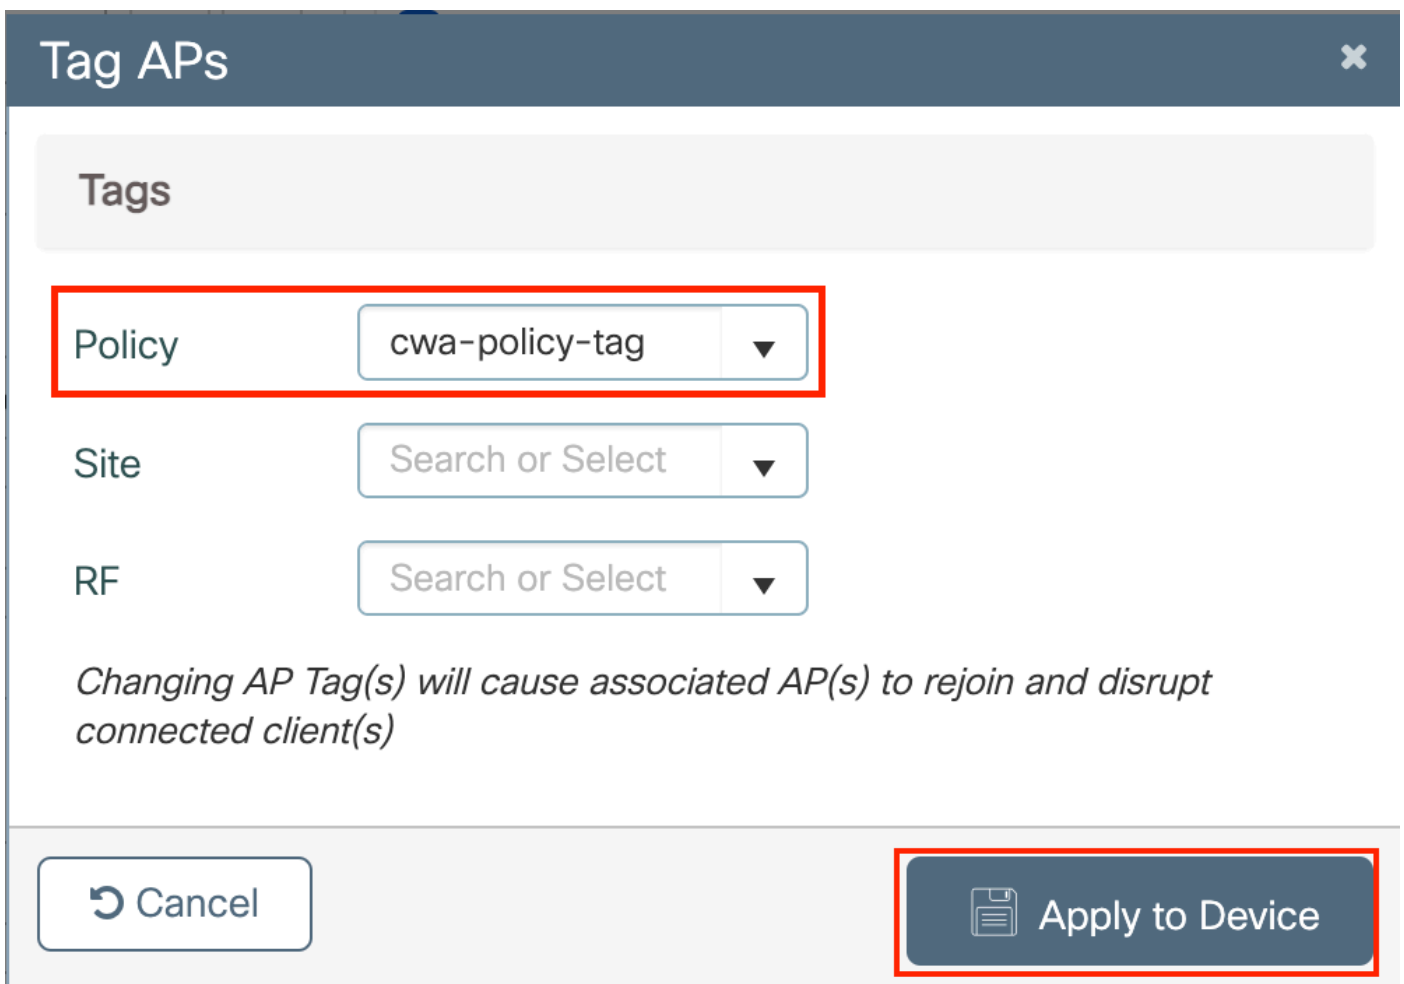 Tag APs
Tags
Policy cwa-policy-tag
Site Search or Select
RF Search or Select
Changing AP Tag(s) will cause associated AP(s) to rejoin and disrupt
connected client(s)
Cancel Apply to Device